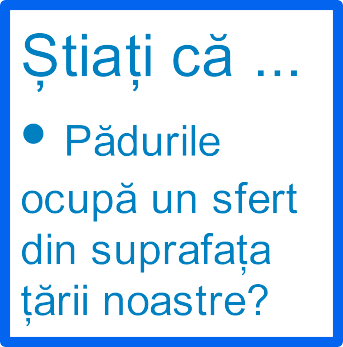 Știați că ...
• Pădurile
ocupă un sfert
din suprafața
țării noastre?